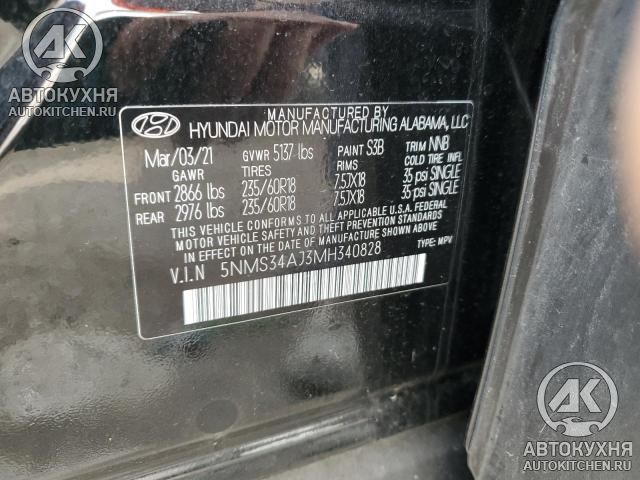 АВТОКУХНЯ
AUTOKITCHEN.RU
MANUFACTURED BY
HYUNDAI MOTOR MANUFACTURING ALABAMA, LLC
Mar/03/21 GVWR 5137 lbs PAINT S3B TRIM NNB
GAWR TIRES RIMS COLD TIRE INFL
FRONT 2866 lbs 235/60R18 7.5JX18 35 psi SINGLE
REAR 2976 lbs 235/60R18 7.5JX18 35 psi SINGLE
THIS VEHICLE CONFORMS TO ALL APPLICABLE U.S.A. FEDERAL
MOTOR VEHICLE SAFETY AND THEFT PREVENTION STANDARDS
IN EFFECT ON THE DATE OF MANUFACTURE SHOWN ABOVE.
V.I.N 5NMS34AJ3MH340828 TYPE: MPV
АК
АВТОКУХНЯ
AUTOKITCHEN.RU